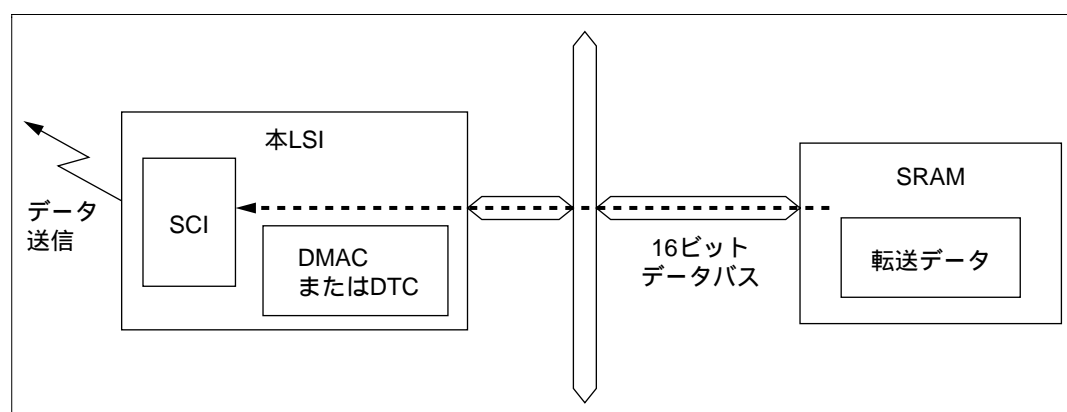 本LSI
SCI
DMAC
またはDTC
データ
送信
16ビット
データバス
SRAM
転送データ